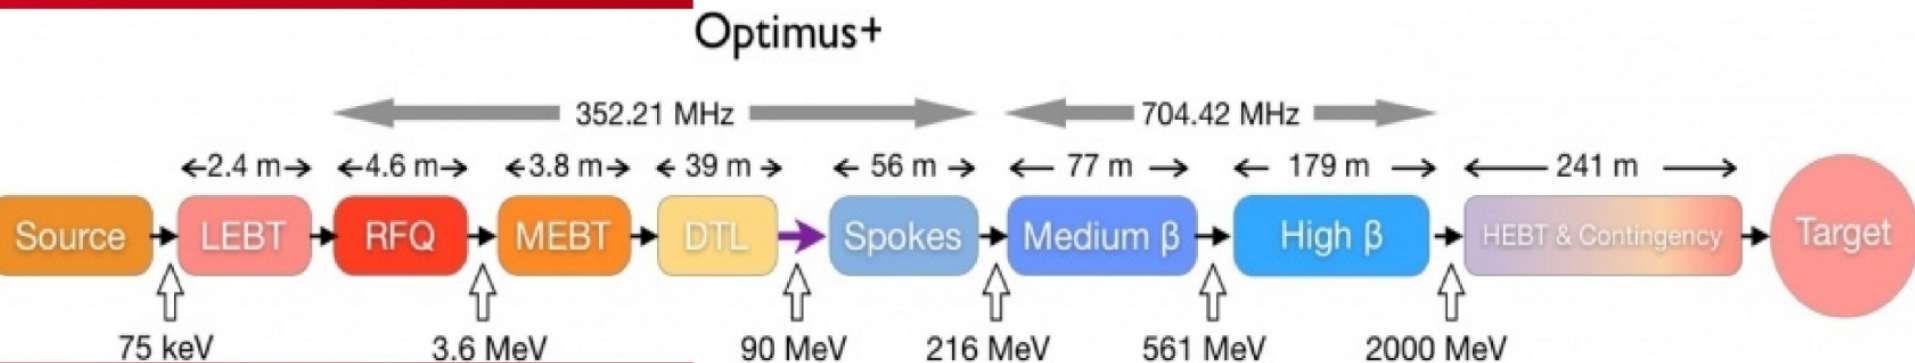 Optimus+
352.21 MHz 704.42 MHz
2.4 m 4.6 m 3.8 m 39 m 56 m 77 m 179 m 241 m
Source LEBT RFQ MEBT DTL Spokes Medium β High β HEBT & Contingency Target
75 keV 3.6 MeV 90 MeV 216 MeV 561 MeV 2000 MeV